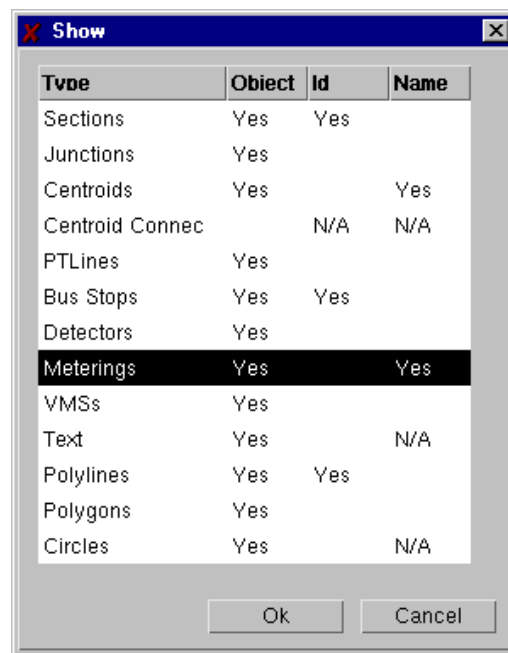 Show
Type Object Id Name
Sections Yes Yes
Junctions Yes
Centroids Yes Yes
Centroid Connec N/A N/A
PTLines Yes
Bus Stops Yes Yes
Detectors Yes
Meterings Yes Yes
VMSs Yes
Text Yes N/A
Polylines Yes Yes
Polygons Yes
Circles Yes N/A
Ok Cancel